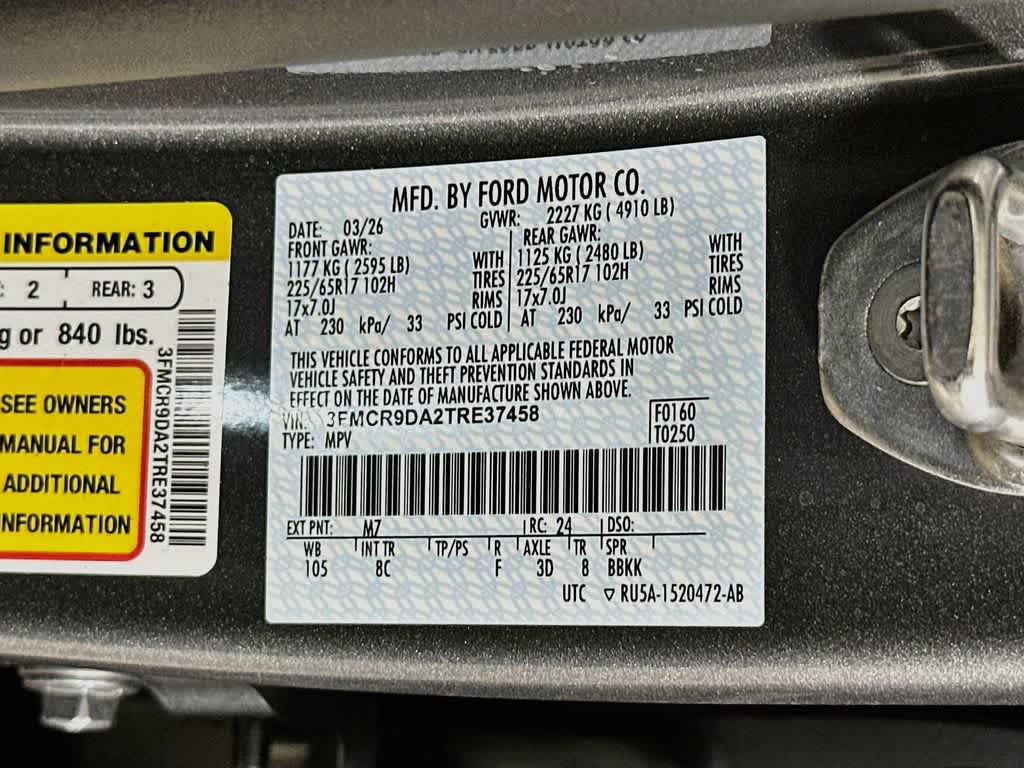 INFORMATION
2 REAR: 3
or 840 lbs.
SEE OWNERS
MANUAL FOR
ADDITIONAL
INFORMATION
3FMCR9DA2TRE37458
MFD. BY FORD MOTOR CO.
DATE: 03/26 GVWR: 2227 KG ( 4910 LB)
FRONT GAWR: REAR GAWR:
1177 KG ( 2595 LB) WITH 1125 KG ( 2480 LB) WITH
225/65R17 102H TIRES 225/65R17 102H TIRES
17x7.0J RIMS 17x7.0J RIMS
AT 230 kPa/ 33 PSI COLD AT 230 kPa/ 33 PSI COLD
THIS VEHICLE CONFORMS TO ALL APPLICABLE FEDERAL MOTOR
VEHICLE SAFETY AND THEFT PREVENTION STANDARDS IN
EFFECT ON THE DATE OF MANUFACTURE SHOWN ABOVE.
VIN: 3FMCR9DA2TRE37458 F0160
TYPE: MPV T0250
EXT PNT: M7 RC: 24 DSO:
WB INT TR TP/PS R AXLE TR SPR
105 8C F 3D 8 BBKK
UTC ▽ RU5A-1520472-AB